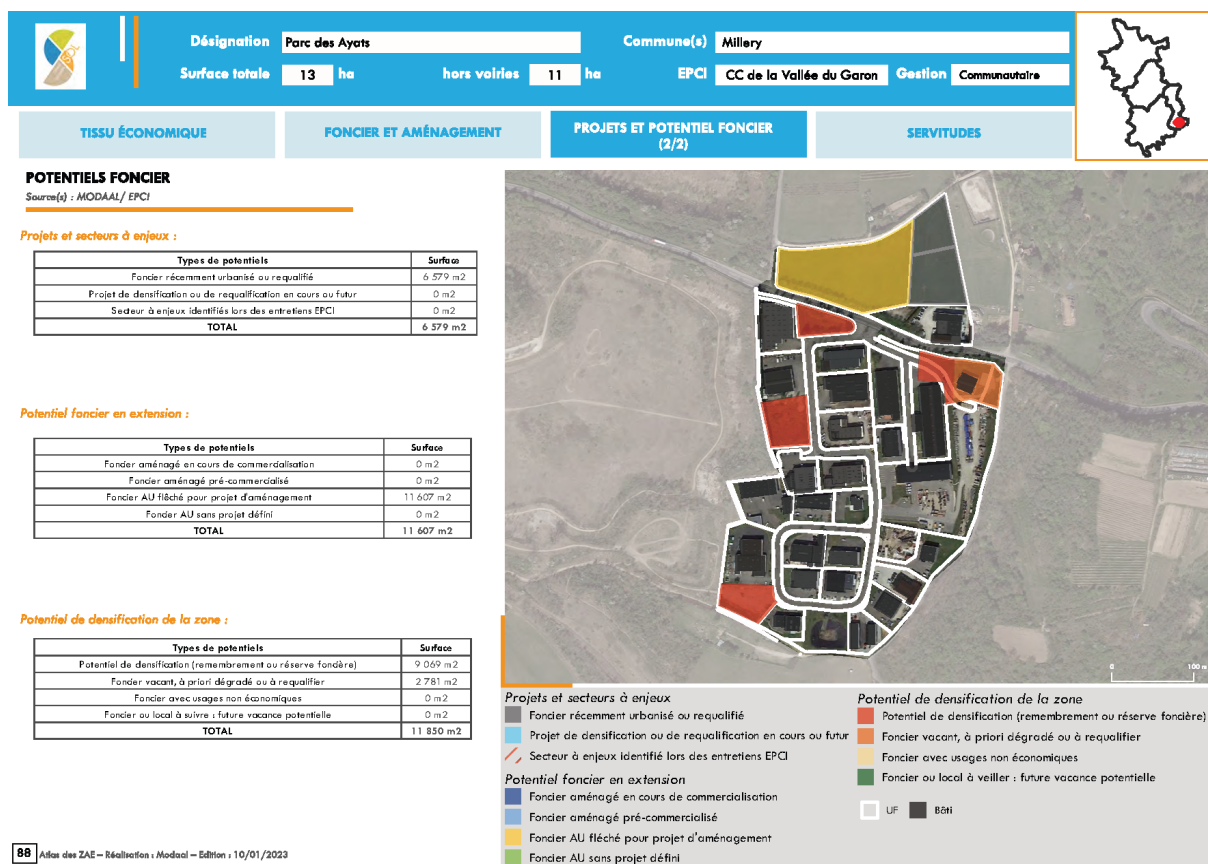 Désignation Parc des Ayats Commune(s) Millery
Surface totale 13 ha hors voiries 11 ha EPCI CC de la Vallée du Garon Gestion Communautaire
TISSU ÉCONOMIQUE
FONCIER ET AMÉNAGEMENT
PROJETS ET POTENTIEL FONCIER
(2/2)
SERVITUDES
POTENTIELS FONCIER
Source(s) : MODAAL/ EPCI
Projets et secteurs à enjeux :
Types de potentiels Surface
Foncier récemment urbanisé ou requalifié 6 579 m2
Projet de densification ou de requalification en cours ou futur 0 m2
Secteur à enjeux identifiés lors des entretiens EPCI 0 m2
TOTAL 6 579 m2
Potentiel foncier en extension :
Types de potentiels Surface
Foncier aménagé en cours de commercialisation 0 m2
Foncier aménagé pré-commercialisé 0 m2
Foncier AU flêché pour projet d'aménagement 11 607 m2
Foncier AU sans projet défini 0 m2
TOTAL 11 607 m2
Potentiel de densification de la zone :
Types de potentiels Surface
Potentiel de densification (remembrement ou réserve foncière) 9 069 m2
Foncier vacant, à priori dégradé ou à requalifier 2 781 m2
Foncier avec usages non économiques 0 m2
Foncier ou local à suivre : future vacance potentielle 0 m2
TOTAL 11 850 m2
0 100 m
Projets et secteurs à enjeux
Foncier récemment urbanisé ou requalifié
Projet de densification ou de requalification en cours ou futur
Secteur à enjeux identifié lors des entretiens EPCI
Potentiel foncier en extension
Foncier aménagé en cours de commercialisation
Foncier aménagé pré-commercialisé
Foncier AU fléché pour projet d'aménagement
Foncier AU sans projet défini
Potentiel de densification de la zone
Potentiel de densification (remembrement ou réserve foncière)
Foncier vacant, à priori dégradé ou à requalifier
Foncier avec usages non économiques
Foncier ou local à veiller : future vacance potentielle
UF Bâti
88 Atlas des ZAE – Réalisation : Modaal – Edition : 10/01/2023